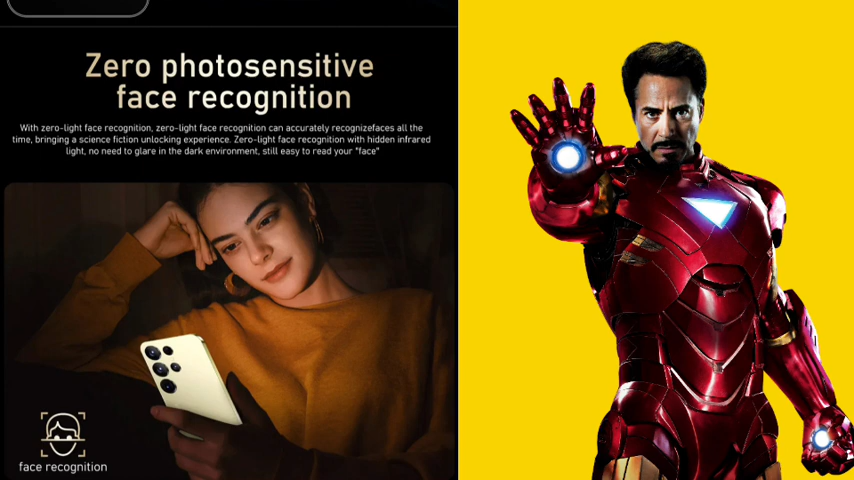 Zero photosensitive
face recognition
With zero-light face recognition, zero-light face recognition can accurately recognizefaces all the
time, bringing a science fiction unlocking experience. Zero-light face recognition with hidden infrared
light, no need to glare in the dark environment, still easy to read your "face"
face recognition